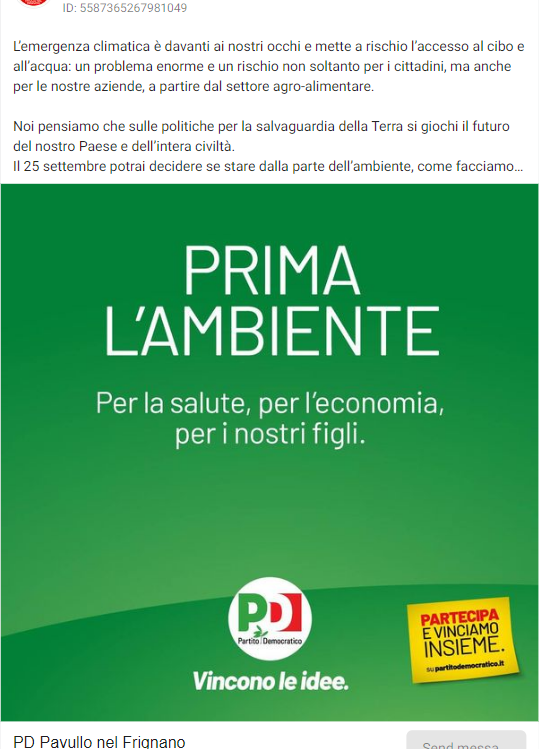 ID: 5587365267981049
L'emergenza climatica è davanti ai nostri occhi e mette a rischio l'accesso al cibo e
all'acqua: un problema enorme e un rischio non soltanto per i cittadini, ma anche
per le nostre aziende, a partire dal settore agro-alimentare.
Noi pensiamo che sulle politiche per la salvaguardia della Terra si giochi il futuro
del nostro Paese e dell'intera civiltà.
Il 25 settembre potrai decidere se stare dalla parte dell'ambiente, come facciamo...
PRIMA
L'AMBIENTE
Per la salute, per l'economia,
per i nostri figli.
PD
Partito Democratico
Vincono le idee.
PARTECIPA
E VINCIAMO
INSIEME.
su partitodemocratico.it
PD Pavullo nel Frignano
Send messa